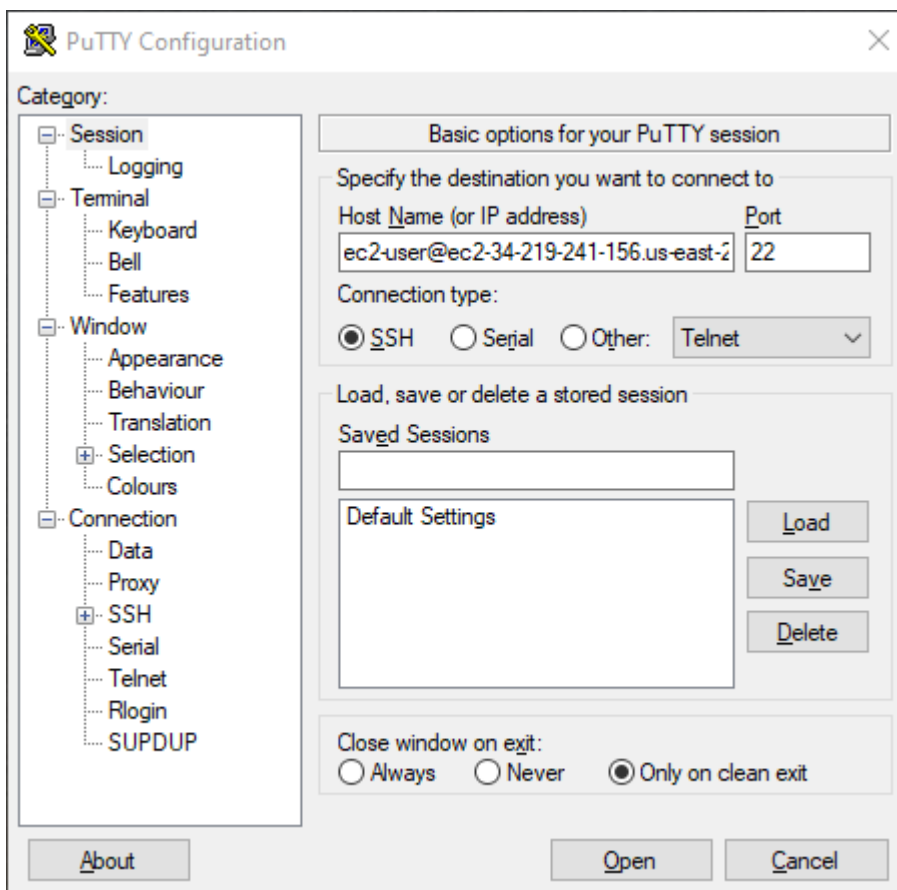 PuTTY Configuration
Category:
Session
Logging
Terminal
Keyboard
Bell
Features
Window
Appearance
Behaviour
Translation
Selection
Colours
Connection
Data
Proxy
SSH
Serial
Telnet
Rlogin
SUPDUP
Basic options for your PuTTY session
Specify the destination you want to connect to
Host Name (or IP address) Port
ec2-user@ec2-34-219-241-156.us-east-2 22
Connection type:
SSH Serial Other: Telnet
Load, save or delete a stored session
Saved Sessions
Default Settings
Load
Save
Delete
Close window on exit:
Always Never Only on clean exit
About Open Cancel